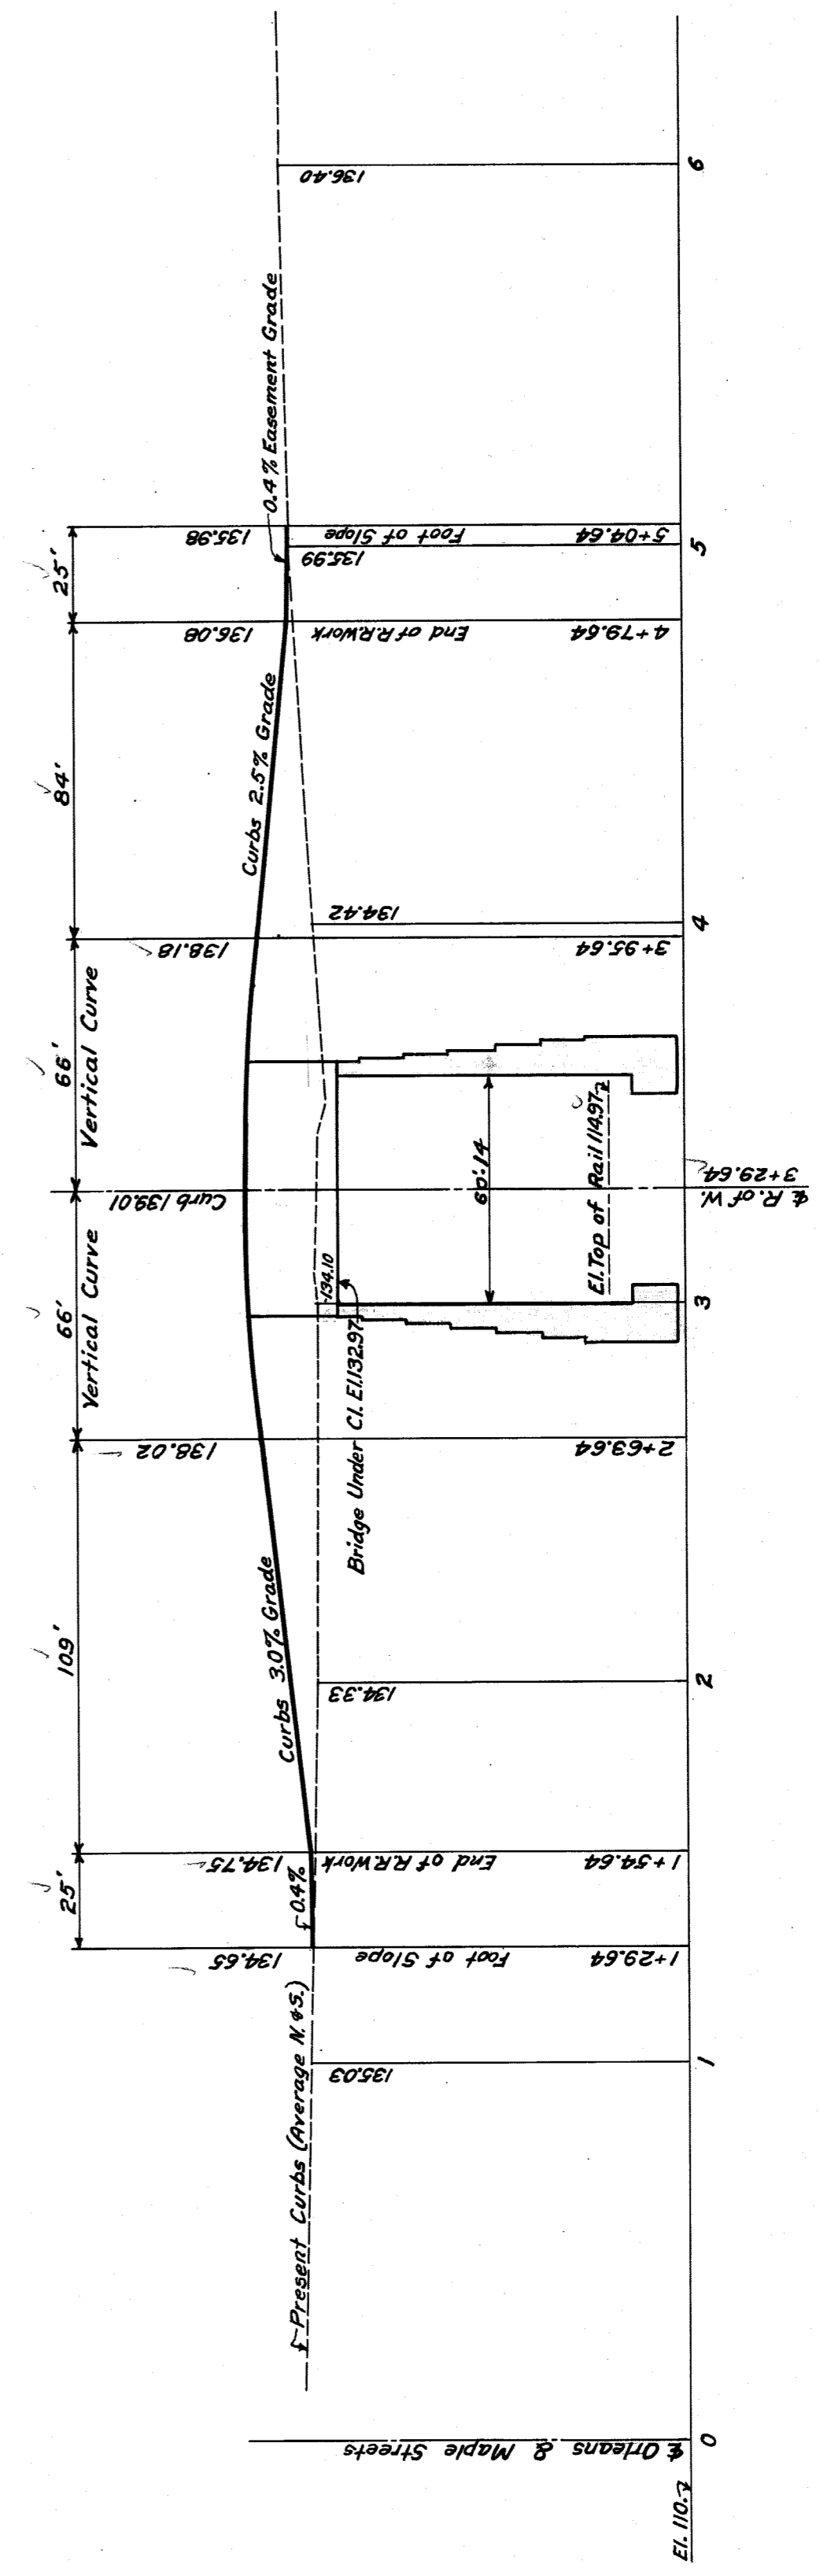 25'
109'
66'
66'
84'
25'
Vertical Curve
Vertical Curve
Present Curbs (Average N.&S.)
0.4%
Curbs 3.0% Grade
Curbs 2.5% Grade
0.4% Easement Grade
134.65
134.75
138.02
Curb 139.01
138.18
136.08
135.98
135.03
134.33
134.10
134.42
135.99
136.40
Foot of Slope
End of R.R.Work
End of R.R.Work
Foot of Slope
Bridge Under Cl. El.132.97
60'.14
El.Top of Rail 114.97
℄ Orleans & Maple Streets
1+29.64
1+54.64
2+63.64
℄ R. of W.
3+29.64
3+95.64
4+79.64
5+04.64
El. 110.
0
1
2
3
4
5
6